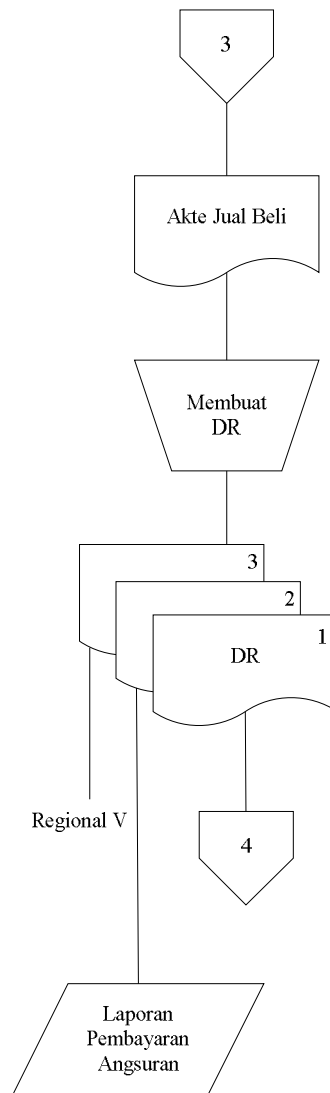 3
Akte Jual Beli
Membuat
DR
3
2
1
DR
Regional V
4
Laporan
Pembayaran
Angsuran